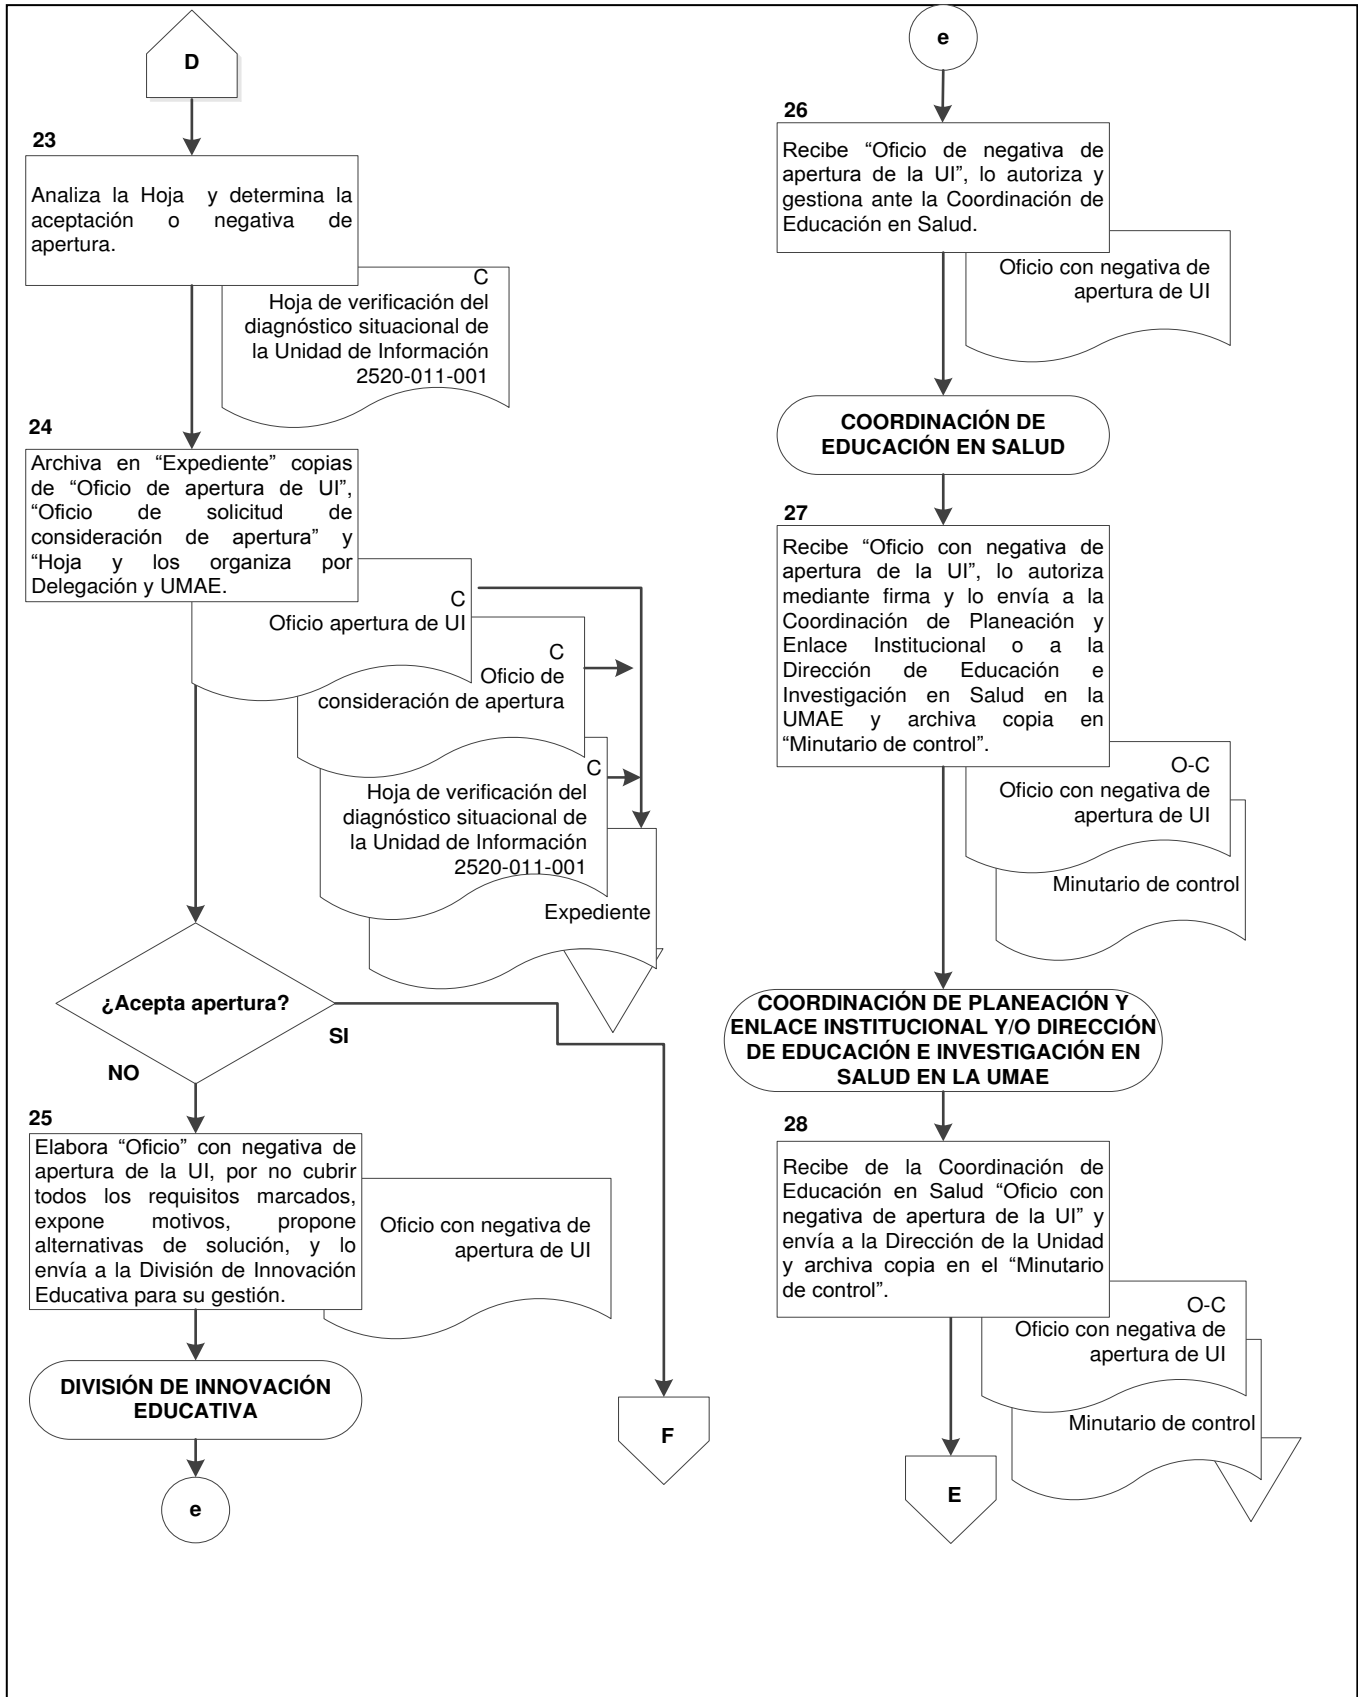 D
23
Analiza la Hoja y determina la
aceptación o negativa de
apertura.
C
Hoja de verificación del
diagnóstico situacional de
la Unidad de Información
2520-011-001
24
Archiva en “Expediente” copias
de “Oficio de apertura de UI”,
“Oficio de solicitud de
consideración de apertura” y
“Hoja y los organiza por
Delegación y UMAE.
C
Oficio apertura de UI
C
Oficio de
consideración de apertura
C
Hoja de verificación del
diagnóstico situacional de
la Unidad de Información
2520-011-001
Expediente
¿Acepta apertura?
SI
NO
25
Elabora “Oficio” con negativa de
apertura de la UI, por no cubrir
todos los requisitos marcados,
expone motivos, propone
alternativas de solución, y lo
envía a la División de Innovación
Educativa para su gestión.
Oficio con negativa de
apertura de UI
DIVISIÓN DE INNOVACIÓN
EDUCATIVA
e
F
e
26
Recibe “Oficio de negativa de
apertura de la UI”, lo autoriza y
gestiona ante la Coordinación de
Educación en Salud.
Oficio con negativa de
apertura de UI
COORDINACIÓN DE
EDUCACIÓN EN SALUD
27
Recibe “Oficio con negativa de
apertura de la UI”, lo autoriza
mediante firma y lo envía a la
Coordinación de Planeación y
Enlace Institucional o a la
Dirección de Educación e
Investigación en Salud en la
UMAE y archiva copia en
“Minutario de control”.
O-C
Oficio con negativa de
apertura de UI
Minutario de control
COORDINACIÓN DE PLANEACIÓN Y
ENLACE INSTITUCIONAL Y/O DIRECCIÓN
DE EDUCACIÓN E INVESTIGACIÓN EN
SALUD EN LA UMAE
28
Recibe de la Coordinación de
Educación en Salud “Oficio con
negativa de apertura de la UI” y
envía a la Dirección de la Unidad
y archiva copia en el “Minutario
de control”.
O-C
Oficio con negativa de
apertura de UI
Minutario de control
E